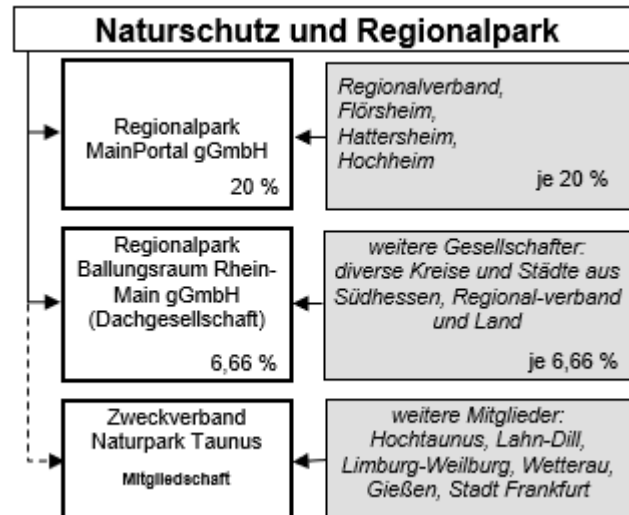 Naturschutz und Regionalpark
Regionalpark
MainPortal gGmbH
20 %
Regionalverband,
Flörsheim,
Hattersheim,
Hochheim
je 20 %
Regionalpark
Ballungsraum Rhein-
Main gGmbH
(Dachgesellschaft)
6,66 %
weitere Gesellschafter:
diverse Kreise und Städte aus
Südhessen, Regional-verband
und Land
je 6,66 %
Zweckverband
Naturpark Taunus
Mitgliedschaft
weitere Mitglieder:
Hochtaunus, Lahn-Dill,
Limburg-Weilburg, Wetterau,
Gießen, Stadt Frankfurt